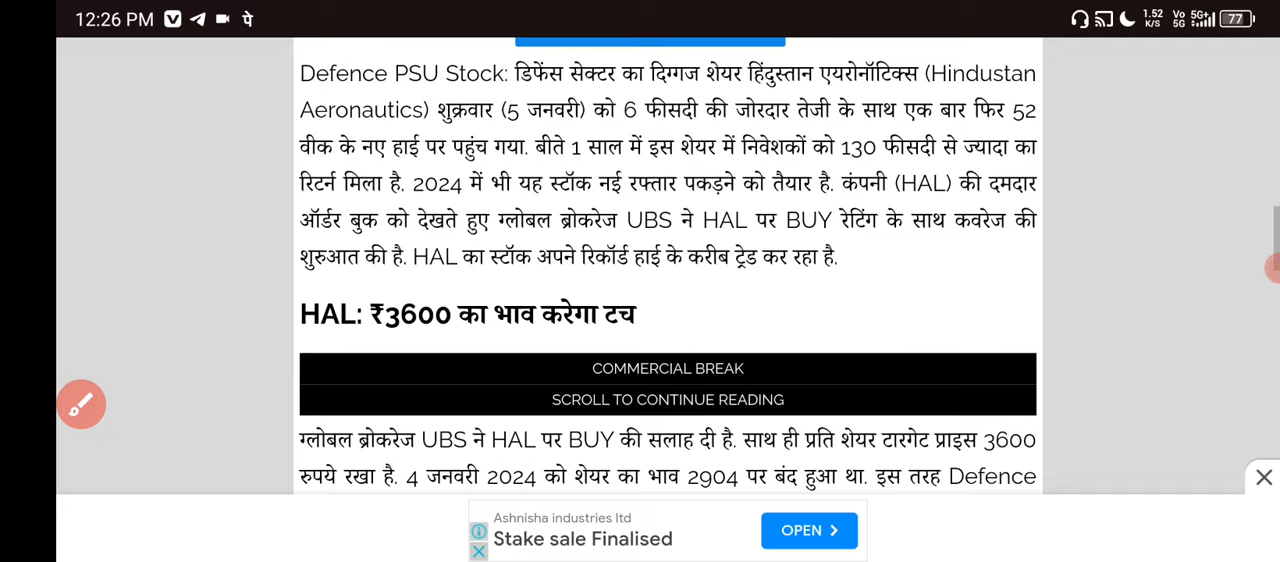 12:26 PM V पे 1.52 K/S Vo 5G 5G+ 77
Defence PSU Stock: डिफेंस सेक्टर का दिग्गज शेयर हिंदुस्तान एयरोनॉटिक्स (Hindustan
Aeronautics) शुक्रवार (5 जनवरी) को 6 फीसदी की जोरदार तेजी के साथ एक बार फिर 52
वीक के नए हाई पर पहुंच गया. बीते 1 साल में इस शेयर में निवेशकों को 130 फीसदी से ज्यादा का
रिटर्न मिला है. 2024 में भी यह स्टॉक नई रफ्तार पकड़ने को तैयार है. कंपनी (HAL) की दमदार
ऑर्डर बुक को देखते हुए ग्लोबल ब्रोकरेज UBS ने HAL पर BUY रेटिंग के साथ कवरेज की
शुरुआत की है. HAL का स्टॉक अपने रिकॉर्ड हाई के करीब ट्रेड कर रहा है.
HAL: ₹3600 का भाव करेगा टच
COMMERCIAL BREAK
SCROLL TO CONTINUE READING
ग्लोबल ब्रोकरेज UBS ने HAL पर BUY की सलाह दी है. साथ ही प्रति शेयर टारगेट प्राइस 3600
रुपये रखा है. 4 जनवरी 2024 को शेयर का भाव 2904 पर बंद हुआ था. इस तरह Defence
Ashnisha industries ltd
Stake sale Finalised
OPEN